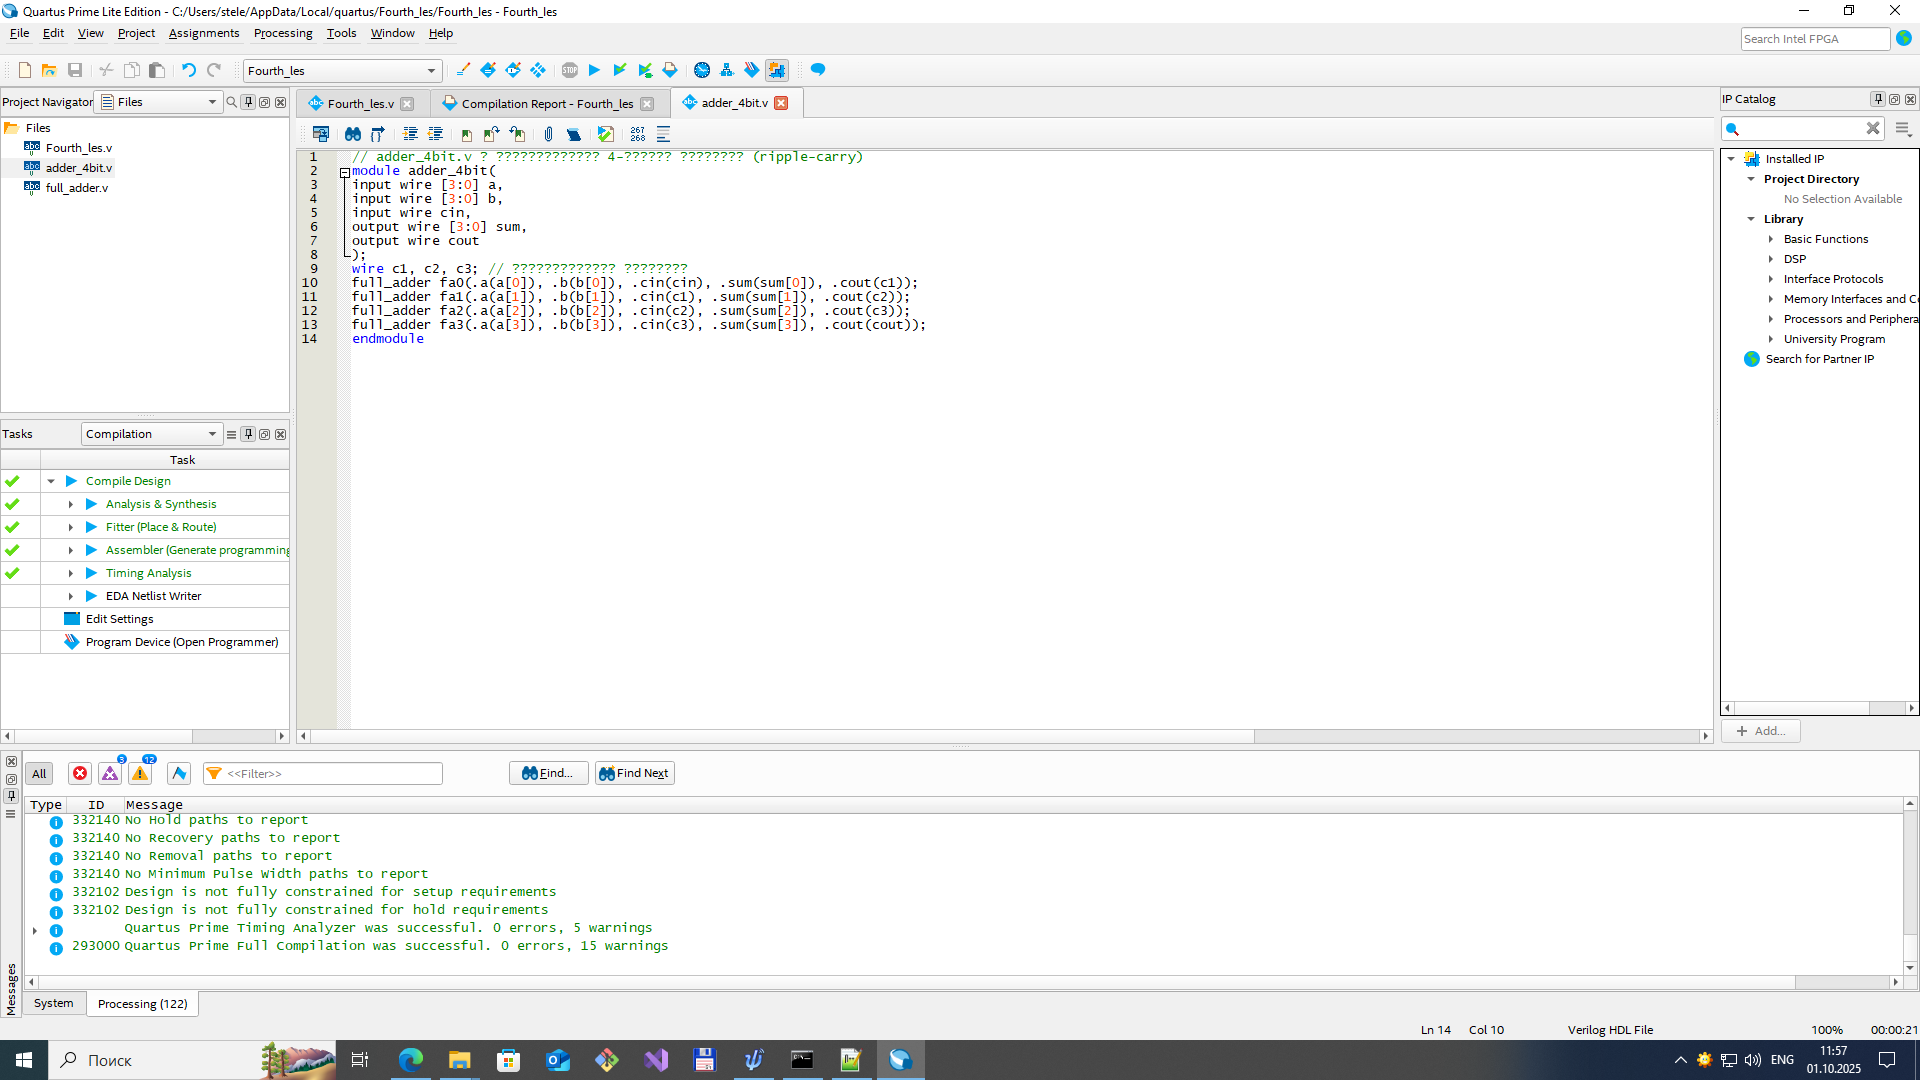 Quartus Prime Lite Edition - C:/Users/stele/AppData/Local/quartus/Fourth_les/Fourth_les - Fourth_les
File Edit View Project Assignments Processing Tools Window Help
Search Intel FPGA
Fourth_les
Project Navigator Files
Files
Fourth_les.v
adder_4bit.v
full_adder.v
Fourth_les.v
Compilation Report - Fourth_les
adder_4bit.v
267
268
1 // adder_4bit.v ? ????????????? 4-?????? ???????? (ripple-carry)
2 module adder_4bit(
3 input wire [3:0] a,
4 input wire [3:0] b,
5 input wire cin,
6 output wire [3:0] sum,
7 output wire cout
8 );
9 wire c1, c2, c3; // ????????????? ????????
10 full_adder fa0(.a(a[0]), .b(b[0]), .cin(cin), .sum(sum[0]), .cout(c1));
11 full_adder fa1(.a(a[1]), .b(b[1]), .cin(c1), .sum(sum[1]), .cout(c2));
12 full_adder fa2(.a(a[2]), .b(b[2]), .cin(c2), .sum(sum[2]), .cout(c3));
13 full_adder fa3(.a(a[3]), .b(b[3]), .cin(c3), .sum(sum[3]), .cout(cout));
14 endmodule
IP Catalog
Installed IP
Project Directory
No Selection Available
Library
Basic Functions
DSP
Interface Protocols
Memory Interfaces and Co
Processors and Periphera
University Program
Search for Partner IP
Add...
Tasks Compilation
Task
Compile Design
Analysis & Synthesis
Fitter (Place & Route)
Assembler (Generate programming
Timing Analysis
EDA Netlist Writer
Edit Settings
Program Device (Open Programmer)
All 3 12 <<Filter>> Find... Find Next
Type ID Message
332140 No Hold paths to report
332140 No Recovery paths to report
332140 No Removal paths to report
332140 No Minimum Pulse Width paths to report
332102 Design is not fully constrained for setup requirements
332102 Design is not fully constrained for hold requirements
Quartus Prime Timing Analyzer was successful. 0 errors, 5 warnings
293000 Quartus Prime Full Compilation was successful. 0 errors, 15 warnings
Messages
System Processing (122)
Ln 14 Col 10 Verilog HDL File 100% 00:00:21
Поиск
ENG
11:57
01.10.2025